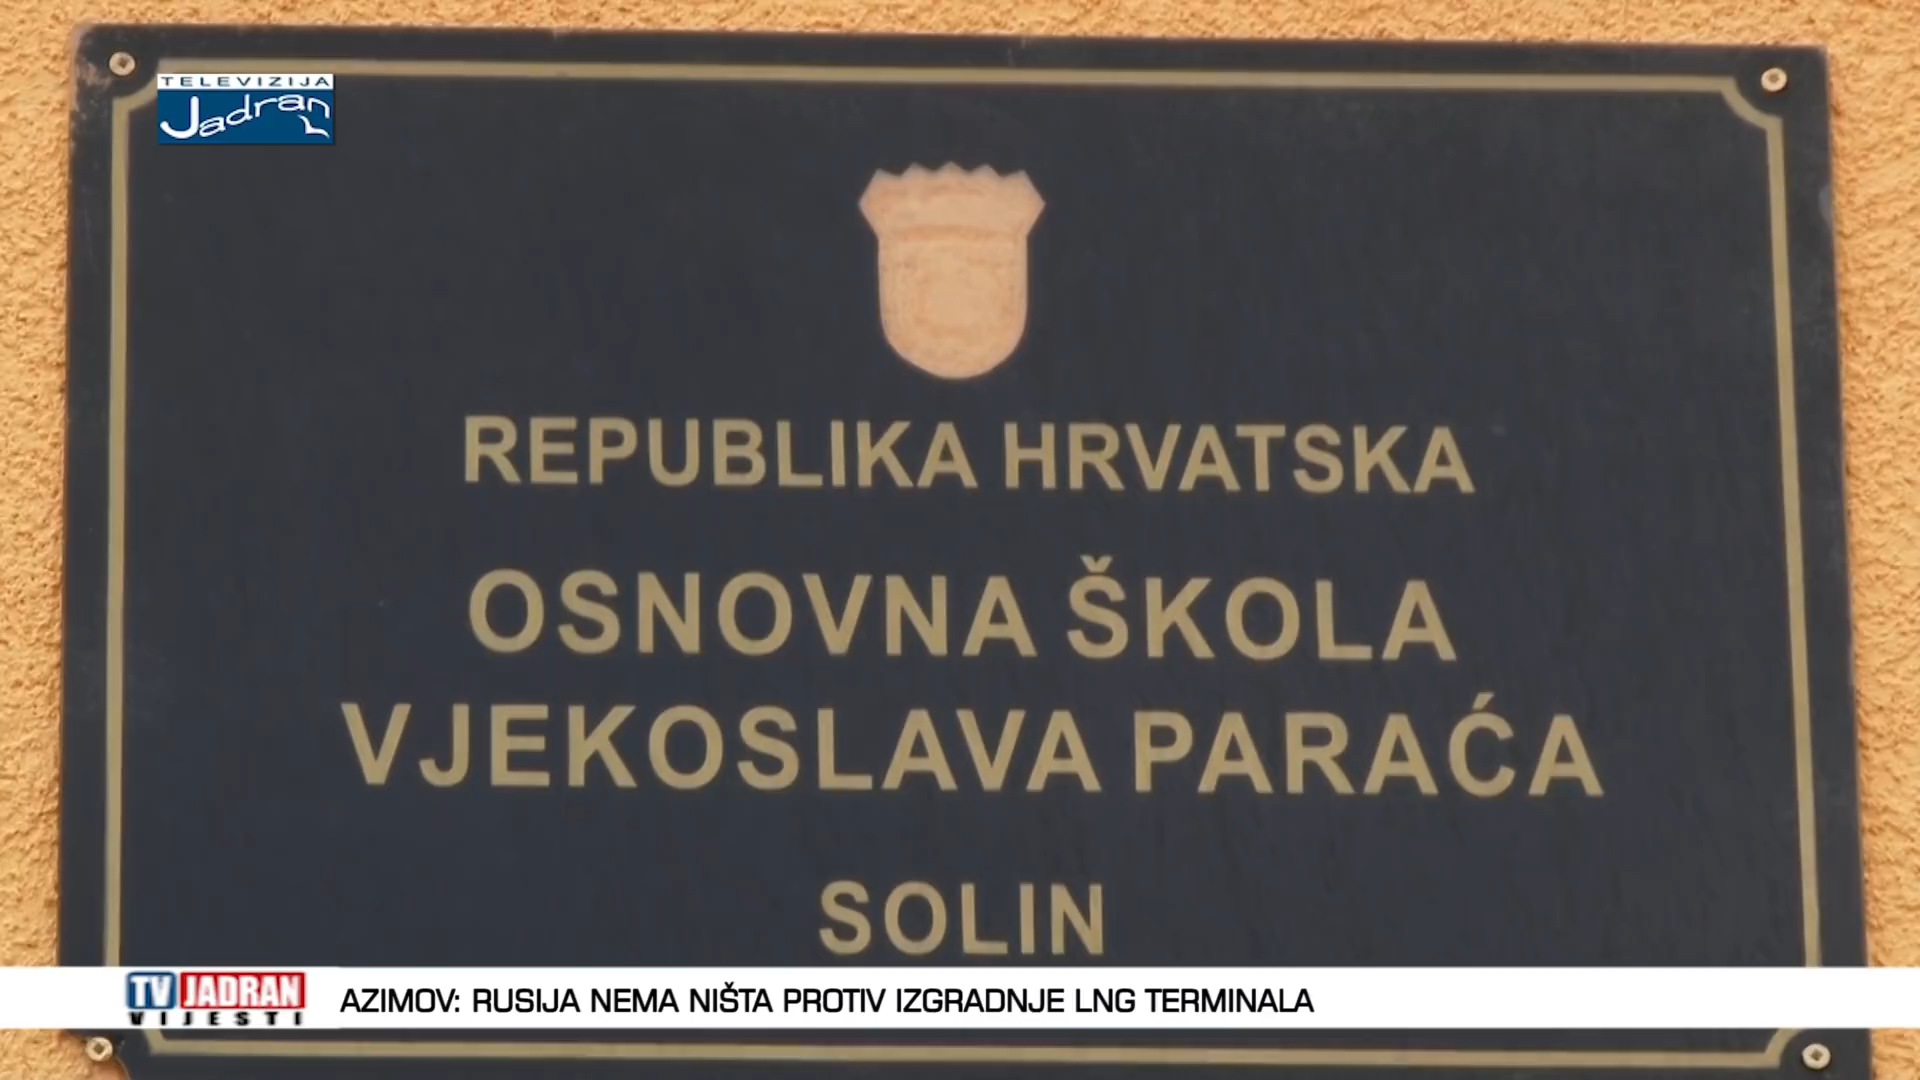 TELEVIZIJA
Jadran
REPUBLIKA HRVATSKA
OSNOVNA ŠKOLA
VJEKOSLAVA PARAĆA
SOLIN
TV JADRAN
VIJESTI
AZIMOV: RUSIJA NEMA NIŠTA PROTIV IZGRADNJE LNG TERMINALA